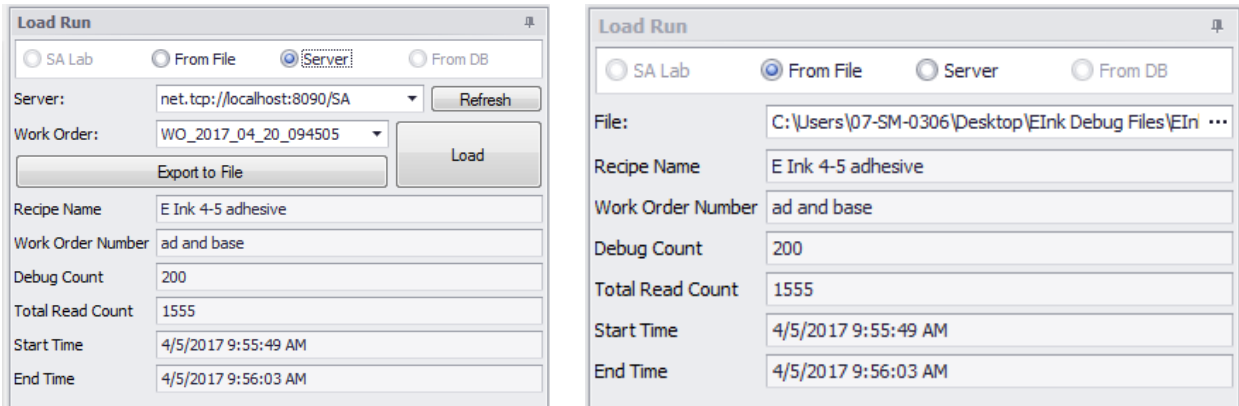 Load Run
SA Lab From File Server From DB
Server: net.tcp://localhost:8090/SA Refresh
Work Order: WO_2017_04_20_094505 Load
Export to File
Recipe Name E Ink 4-5 adhesive
Work Order Number ad and base
Debug Count 200
Total Read Count 1555
Start Time 4/5/2017 9:55:49 AM
End Time 4/5/2017 9:56:03 AM
Load Run
SA Lab From File Server From DB
File: C:\Users\07-SM-0306\Desktop\EInk Debug Files\EIn ...
Recipe Name E Ink 4-5 adhesive
Work Order Number ad and base
Debug Count 200
Total Read Count 1555
Start Time 4/5/2017 9:55:49 AM
End Time 4/5/2017 9:56:03 AM